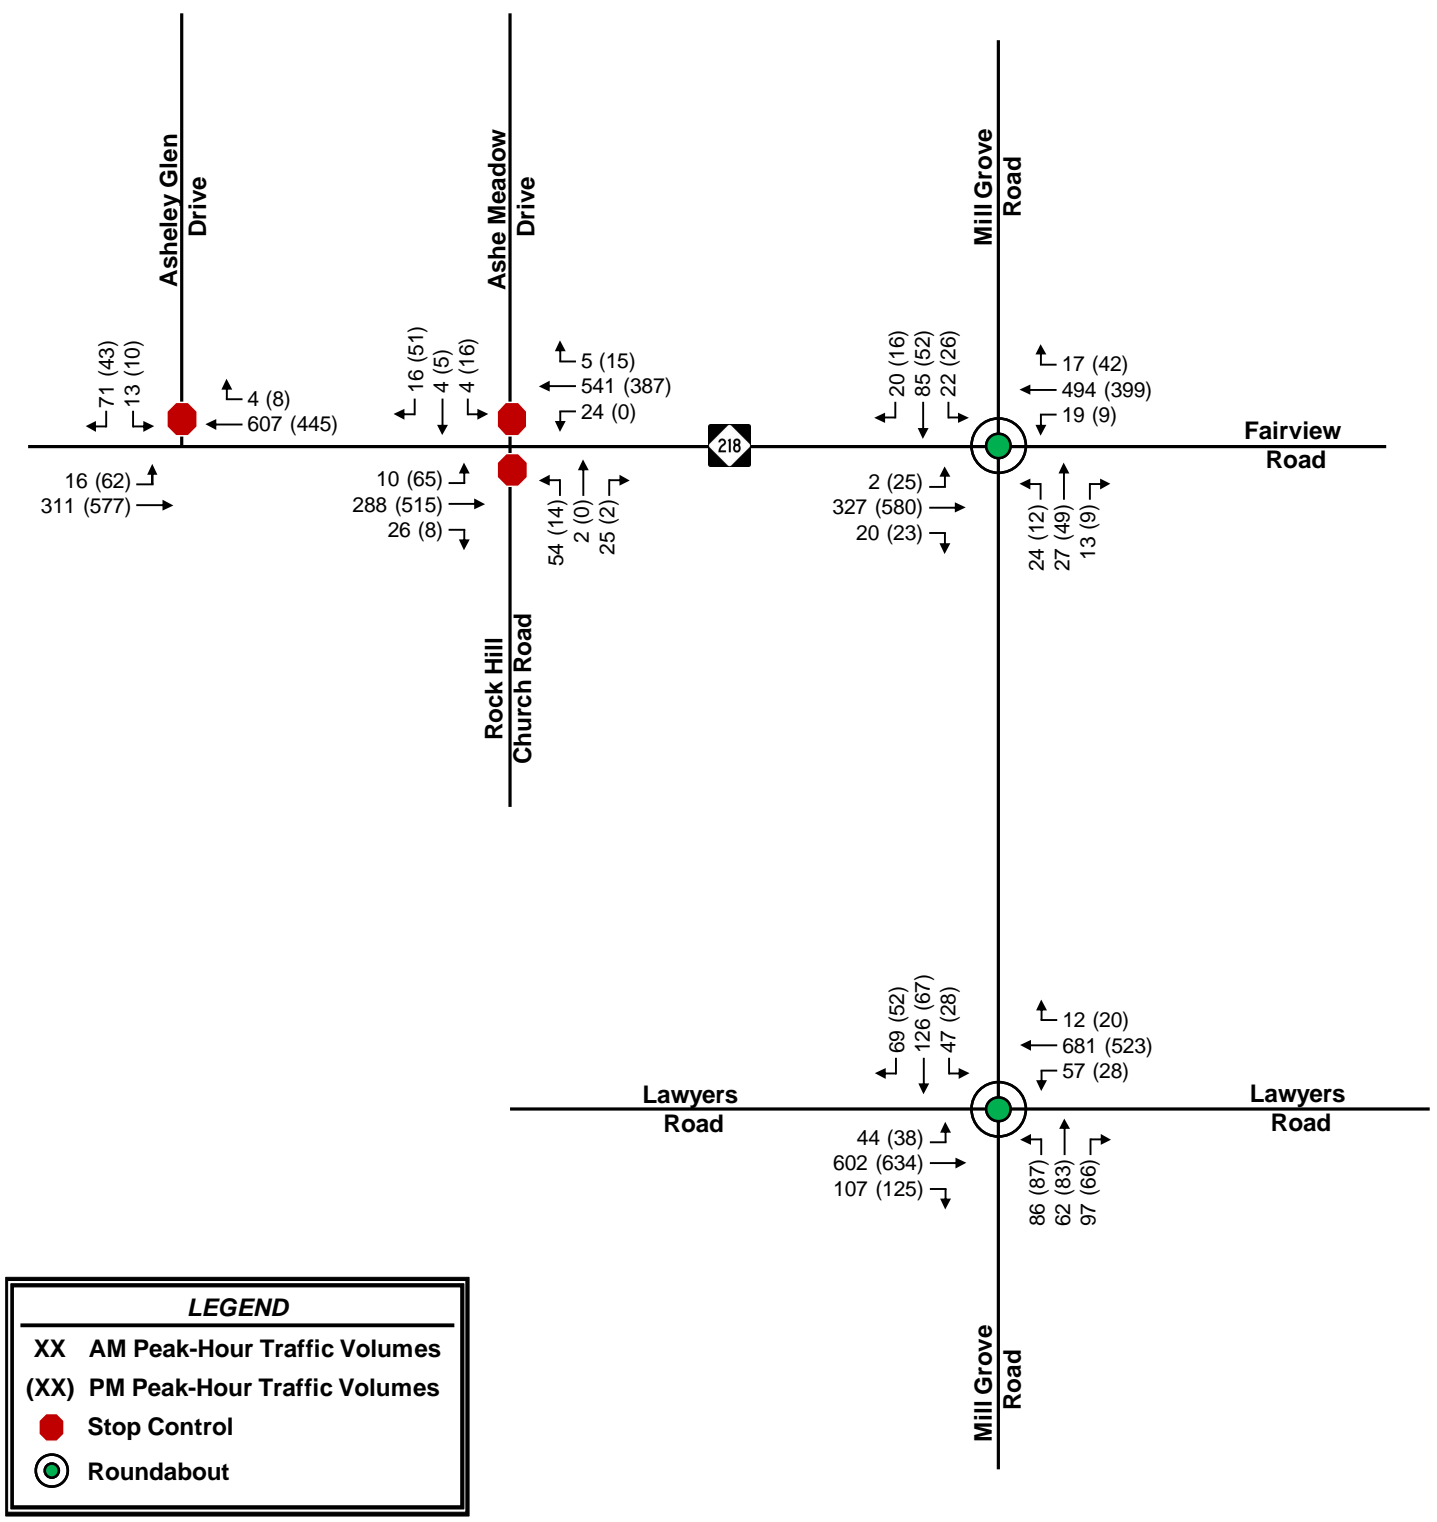 Asheley Glen
Drive
Ashe Meadow
Drive
Mill Grove
Road
71 (43)
13 (10)
4 (8)
607 (445)
16 (62)
311 (577)
16 (51)
4 (5)
4 (16)
5 (15)
541 (387)
24 (0)
10 (65)
288 (515)
26 (8)
54 (14)
2 (0)
25 (2)
218
20 (16)
85 (52)
22 (26)
17 (42)
494 (399)
19 (9)
2 (25)
327 (580)
20 (23)
24 (12)
27 (49)
13 (9)
Fairview
Road
Rock Hill
Church Road
69 (52)
126 (67)
47 (28)
12 (20)
681 (523)
57 (28)
Lawyers
Road
Lawyers
Road
44 (38)
602 (634)
107 (125)
86 (87)
62 (83)
97 (66)
Mill Grove
Road
LEGEND
XX AM Peak-Hour Traffic Volumes
(XX) PM Peak-Hour Traffic Volumes
Stop Control
Roundabout